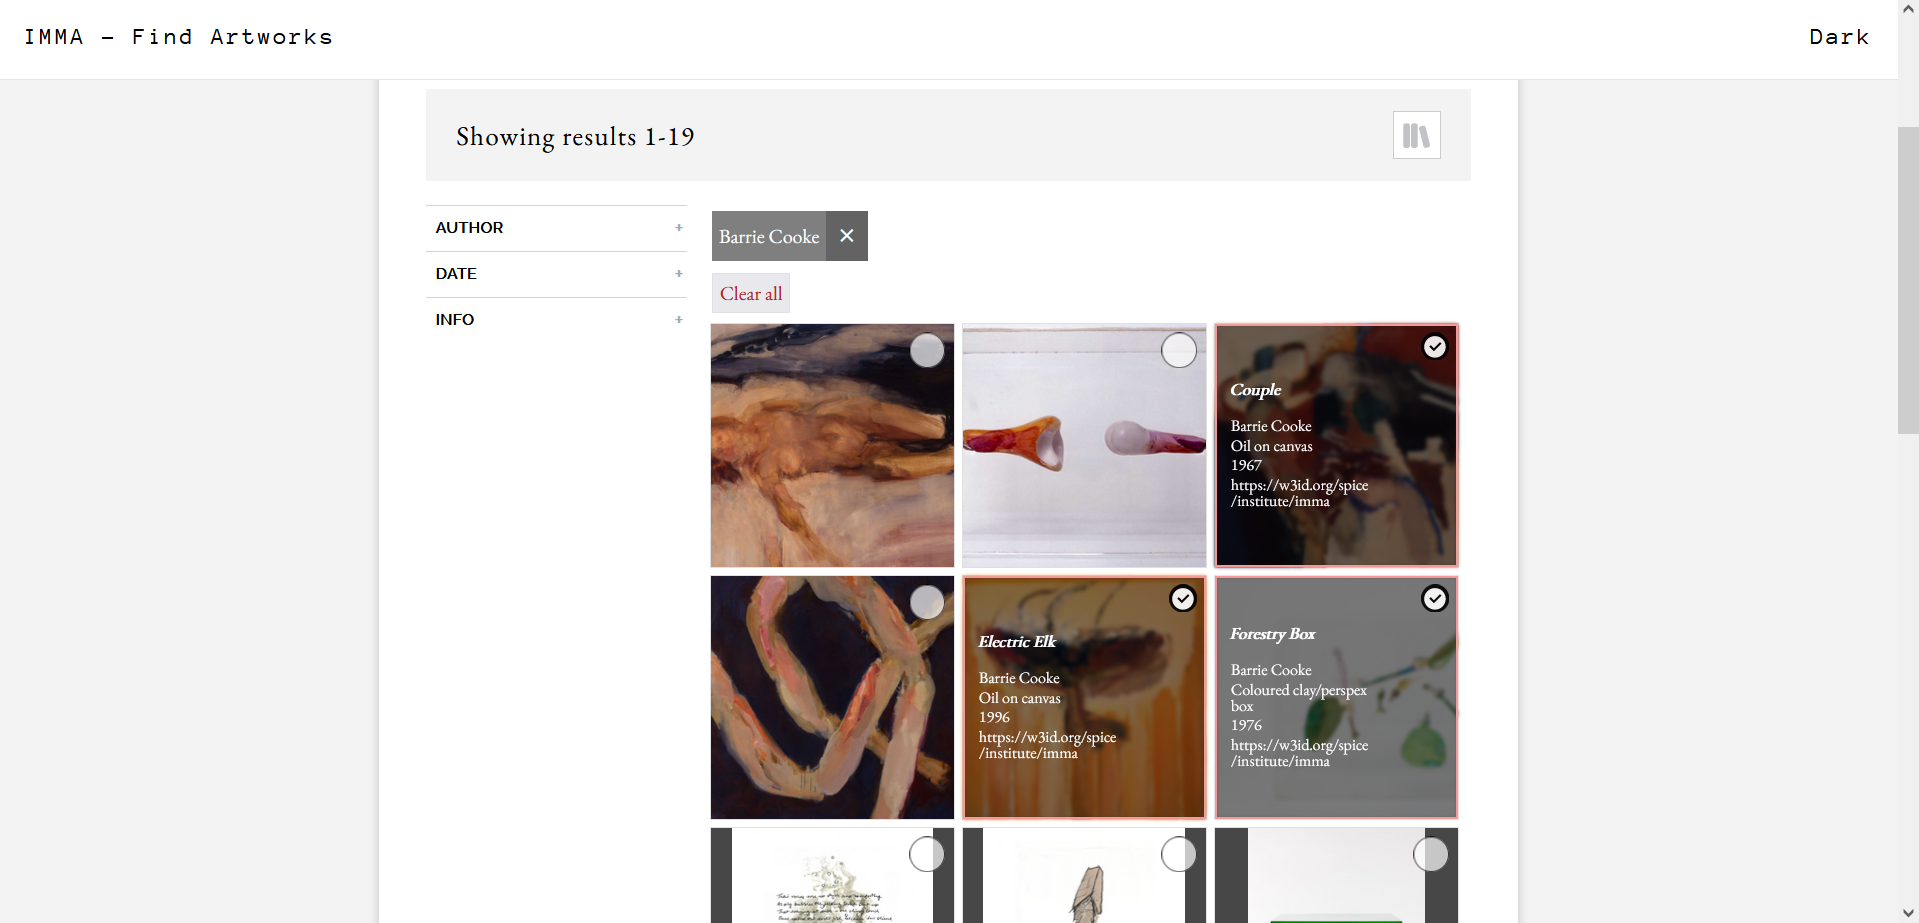 IMMA – Find Artworks
Dark
Showing results 1-19
AUTHOR +
DATE +
INFO +
Barrie Cooke ✕
Clear all
Couple
Barrie Cooke
Oil on canvas
1967
https://w3id.org/spice
/institute/imma
Electric Elk
Barrie Cooke
Oil on canvas
1996
https://w3id.org/spice
/institute/imma
Forestry Box
Barrie Cooke
Coloured clay/perspex
box
1976
https://w3id.org/spice
/institute/imma